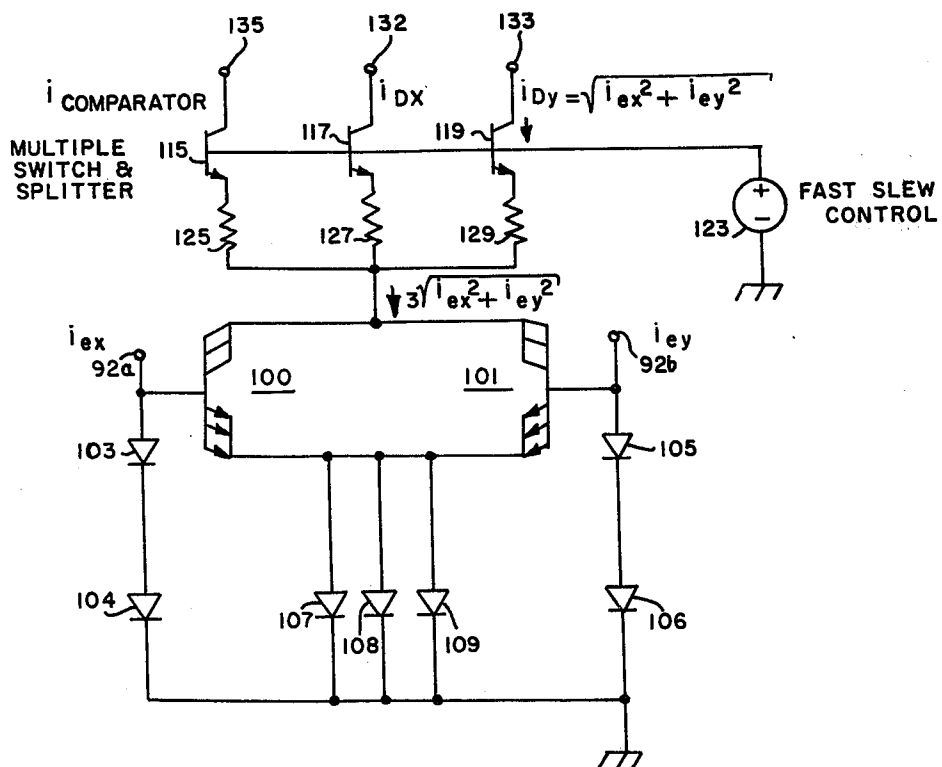 135
132
133
i COMPARATOR
i DX
i Dy = √(i ex² + i ey²)
MULTIPLE
SWITCH &
SPLITTER
115
117
119
125
127
129
123
+
−
FAST SLEW
CONTROL
3√(i ex² + i ey²)
i ex
92a
i ey
92b
100
101
103
105
104
107
108
109
106